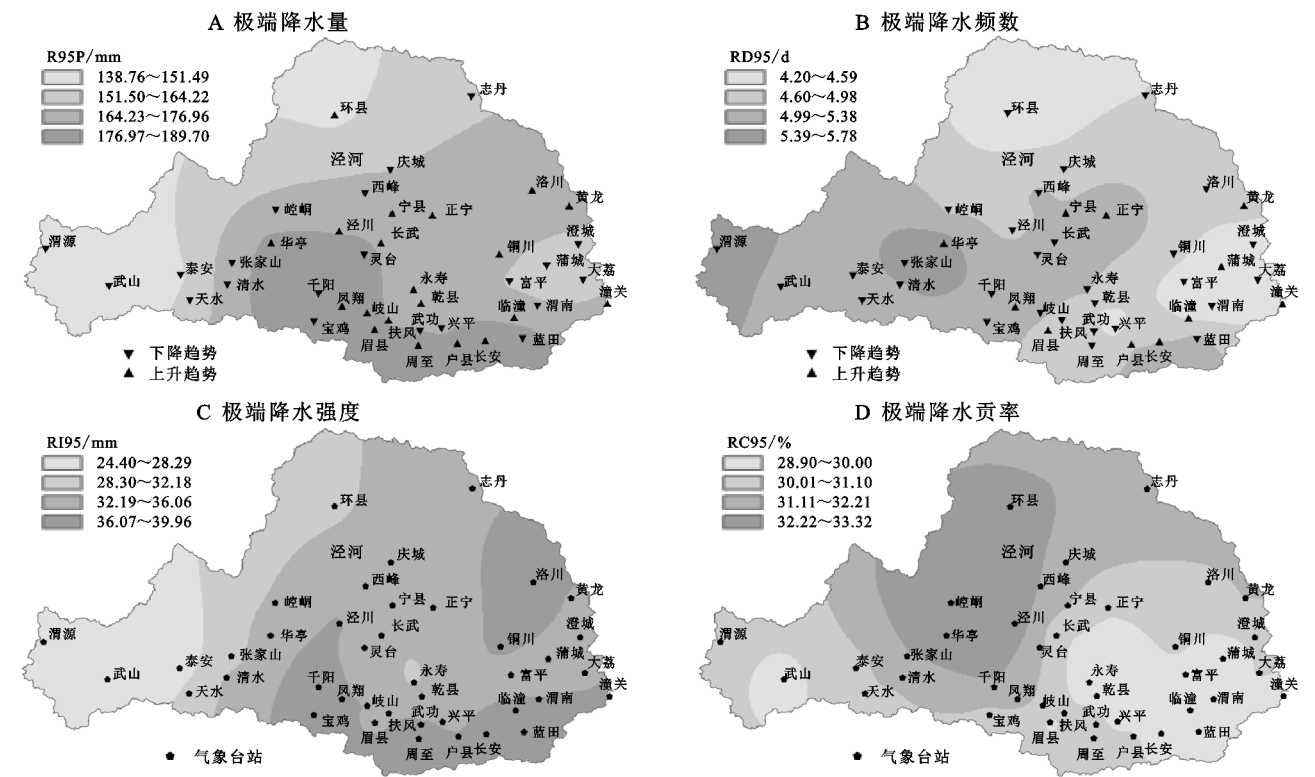 A 极端降水量
R95P/mm
138.76～151.49
151.50～164.22
164.23～176.96
176.97～189.70
志丹
环县
泾河
庆城
西峰
洛川
黄龙
崆峒
宁县
正宁
泾川
渭源
华亭
长武
铜川
澄城
蒲城
大荔
泰安
张家山
灵台
武山
清水
千阳
永寿
富平
潼关
天水
凤翔
乾县
临潼
渭南
岐山
宝鸡
武功
兴平
扶风
眉县
蓝田
周至
户县
长安
下降趋势
上升趋势
B 极端降水频数
RD95/d
4.20～4.59
4.60～4.98
4.99～5.38
5.39～5.78
志丹
环县
泾河
庆城
西峰
洛川
黄龙
崆峒
宁县
正宁
泾川
渭源
华亭
长武
铜川
澄城
蒲城
大荔
泰安
张家山
灵台
武山
清水
千阳
永寿
富平
潼关
天水
凤翔
乾县
临潼
渭南
岐山
宝鸡
武功
兴平
扶风
眉县
蓝田
周至
户县
长安
下降趋势
上升趋势
C 极端降水强度
RI95/mm
24.40～28.29
28.30～32.18
32.19～36.06
36.07～39.96
志丹
环县
泾河
庆城
西峰
洛川
黄龙
崆峒
宁县
正宁
泾川
渭源
华亭
长武
铜川
澄城
蒲城
大荔
泰安
张家山
灵台
武山
清水
千阳
永寿
富平
潼关
天水
凤翔
乾县
临潼
渭南
岐山
宝鸡
武功
兴平
扶风
眉县
蓝田
周至
户县
长安
气象台站
D 极端降水贡率
RC95/%
28.90～30.00
30.01～31.10
31.11～32.21
32.22～33.32
志丹
环县
泾河
庆城
西峰
洛川
黄龙
崆峒
宁县
正宁
泾川
渭源
华亭
长武
铜川
澄城
蒲城
大荔
泰安
张家山
灵台
武山
清水
千阳
永寿
富平
潼关
天水
凤翔
乾县
临潼
渭南
岐山
宝鸡
武功
兴平
扶风
眉县
蓝田
周至
户县
长安
气象台站